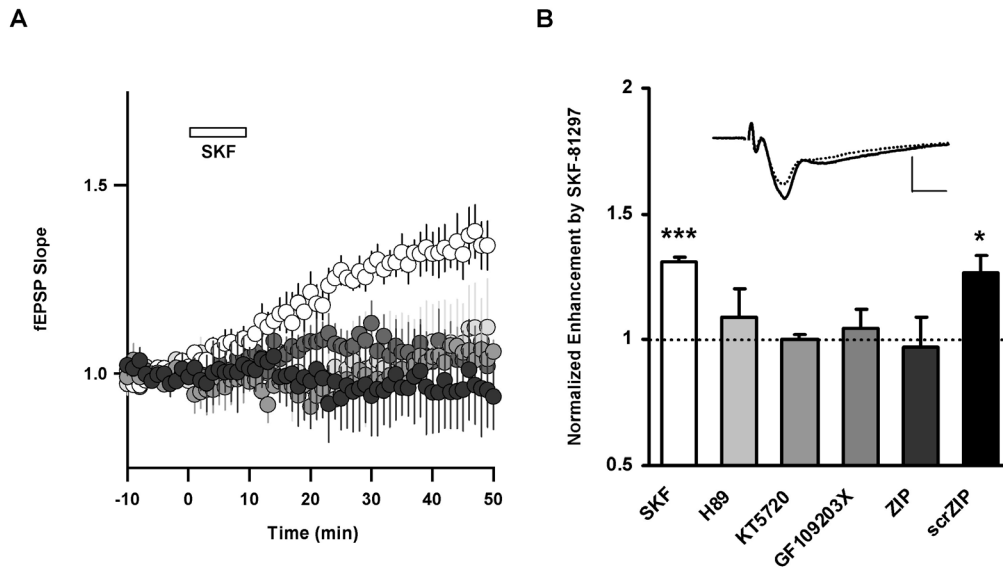 A
SKF
1.5
1.0
fEPSP Slope
-10 0 10 20 30 40 50
Time (min)
B
2
1.5
1
0.5
Normalized Enhancement by SKF-81297
***
*
SKF
H89
KT5720
GF109203X
ZIP
scrZIP